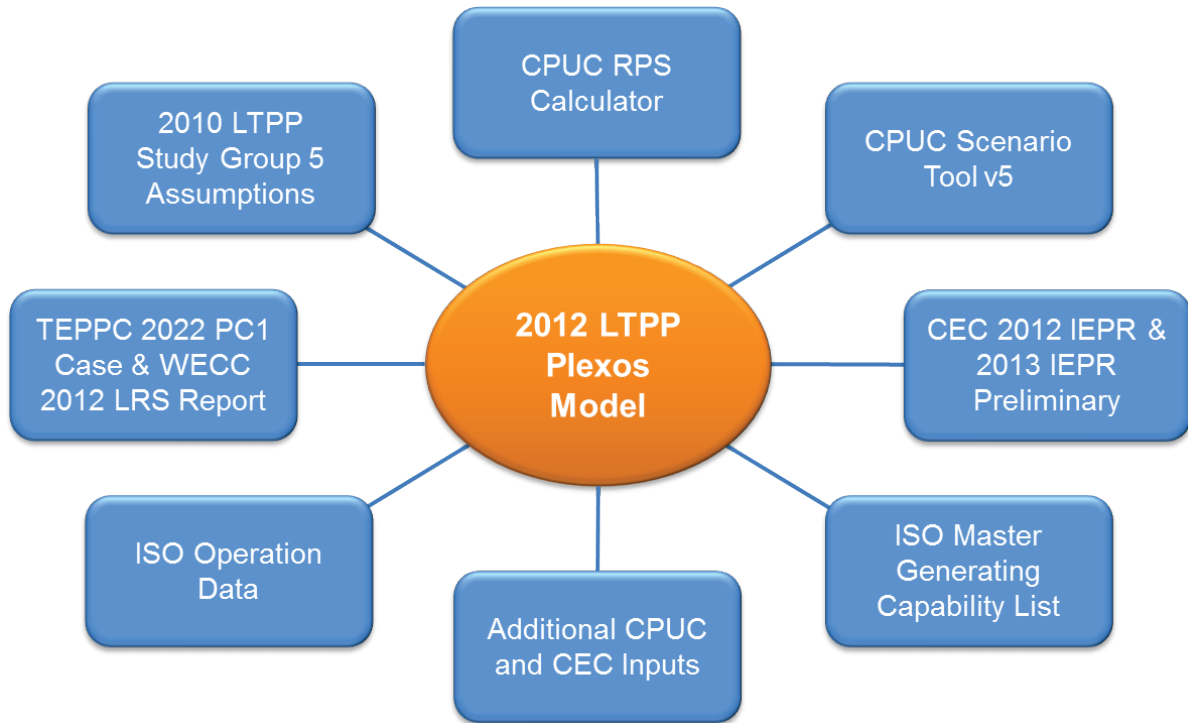 CPUC RPS
Calculator
2010 LTPP
Study Group 5
Assumptions
CPUC Scenario
Tool v5
TEPPC 2022 PC1
Case & WECC
2012 LRS Report
2012 LTPP
Plexos
Model
CEC 2012 IEPR &
2013 IEPR
Preliminary
ISO Operation
Data
Additional CPUC
and CEC Inputs
ISO Master
Generating
Capability List